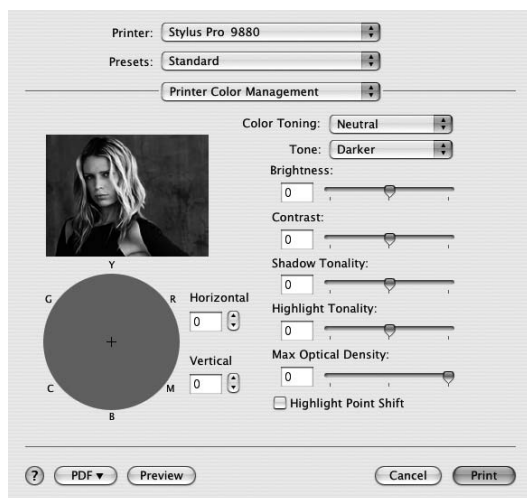 Printer: Stylus Pro 9880
Presets: Standard
Printer Color Management
Color Toning: Neutral
Tone: Darker
Brightness:
0
Contrast:
0
Shadow Tonality:
0
Highlight Tonality:
0
Max Optical Density:
0
Highlight Point Shift
Y
G R
C M
B
Horizontal
0
Vertical
0
? PDF▼ Preview Cancel Print